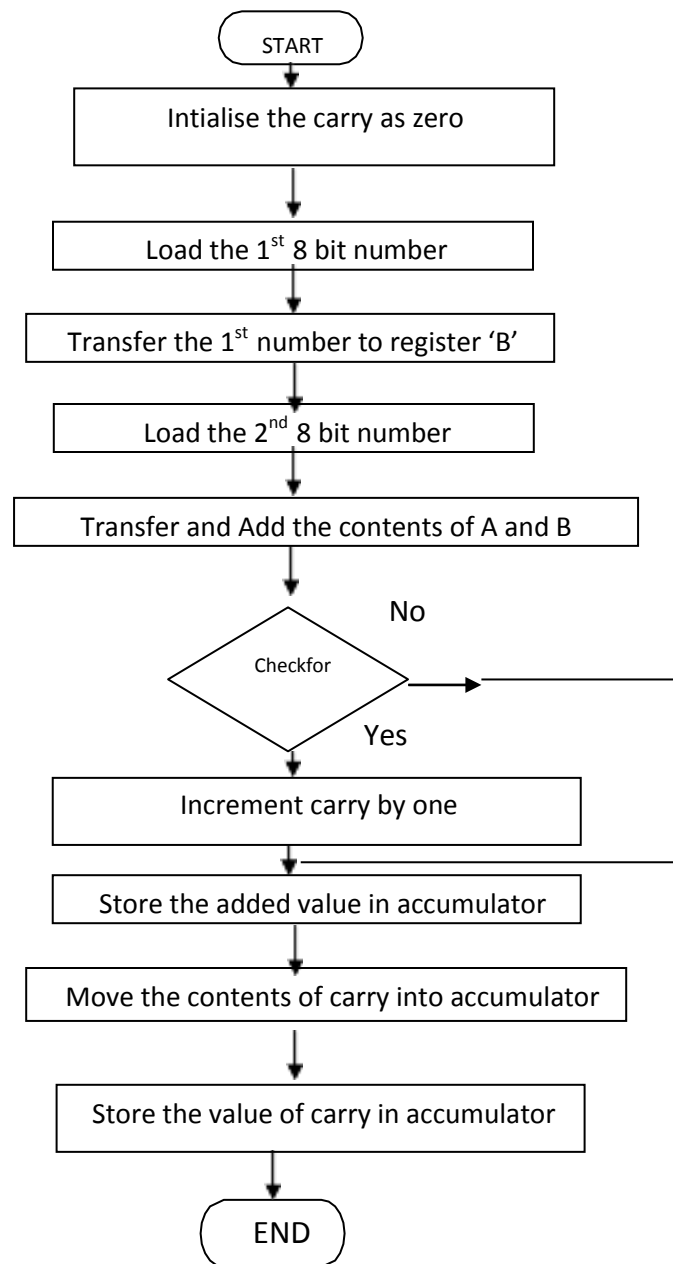 START
Intialise the carry as zero
Load the 1st 8 bit number
Transfer the 1st number to register ‘B’
Load the 2nd 8 bit number
Transfer and Add the contents of A and B
No
Checkfor
Yes
Increment carry by one
Store the added value in accumulator
Move the contents of carry into accumulator
Store the value of carry in accumulator
END